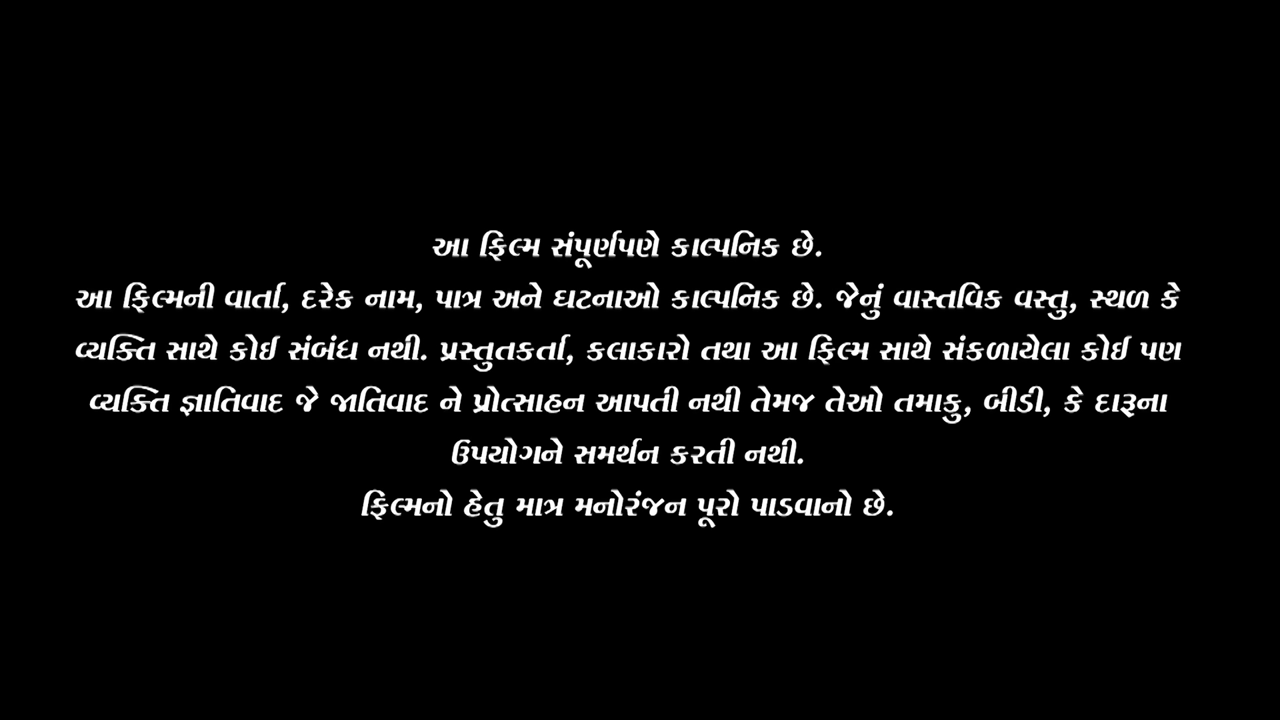 આ ફિલ્મ સંપૂર્ણપણે કાલ્પનિક છે.
આ ફિલ્મની વાર્તા, દરેક નામ, પાત્ર અને ઘટનાઓ કાલ્પનિક છે. જેનું વાસ્તવિક વસ્તુ, સ્થળ કે
વ્યક્તિ સાથે કોઈ સંબંધ નથી. પ્રસ્તુતકર્તા, કલાકારો તથા આ ફિલ્મ સાથે સંકળાયેલા કોઈ પણ
વ્યક્તિ જ્ઞાતિવાદ જે જાતિવાદ ને પ્રોત્સાહન આપતી નથી તેમજ તેઓ તમાકુ, બીડી, કે દારૂના
ઉપયોગને સમર્થન કરતી નથી.
ફિલ્મનો હેતુ માત્ર મનોરંજન પૂરો પાડવાનો છે.